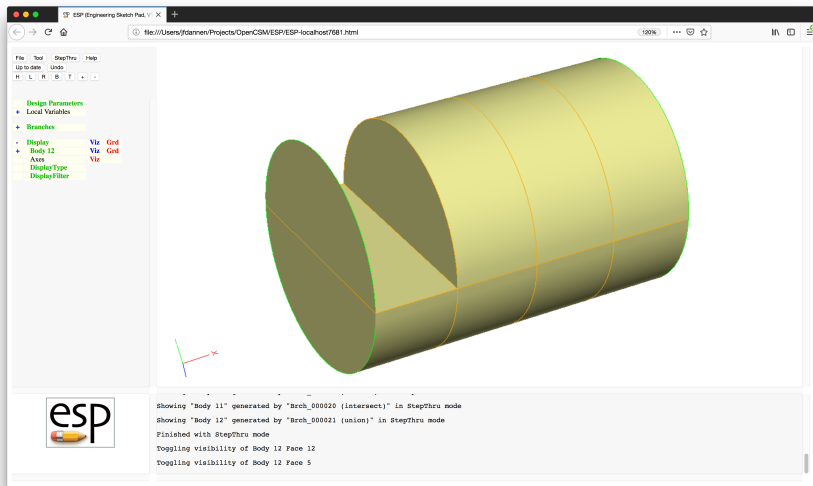 ESP (Engineering Sketch Pad, V
file:///Users/jfdannen/Projects/OpenCSM/ESP/ESP-localhost7681.html
120%
File Tool StepThru Help
Up to date Undo
H L R B T + -
Design Parameters
+ Local Variables
+ Branches
- Display Viz Grd
+ Body 12 Viz Grd
Axes Viz
DisplayType
DisplayFilter
X
esp
Showing "Body 11" generated by "Brch_000020 (intersect)" in StepThru mode
Showing "Body 12" generated by "Brch_000021 (union)" in StepThru mode
Finished with StepThru mode
Toggling visibility of Body 12 Face 12
Toggling visibility of Body 12 Face 5